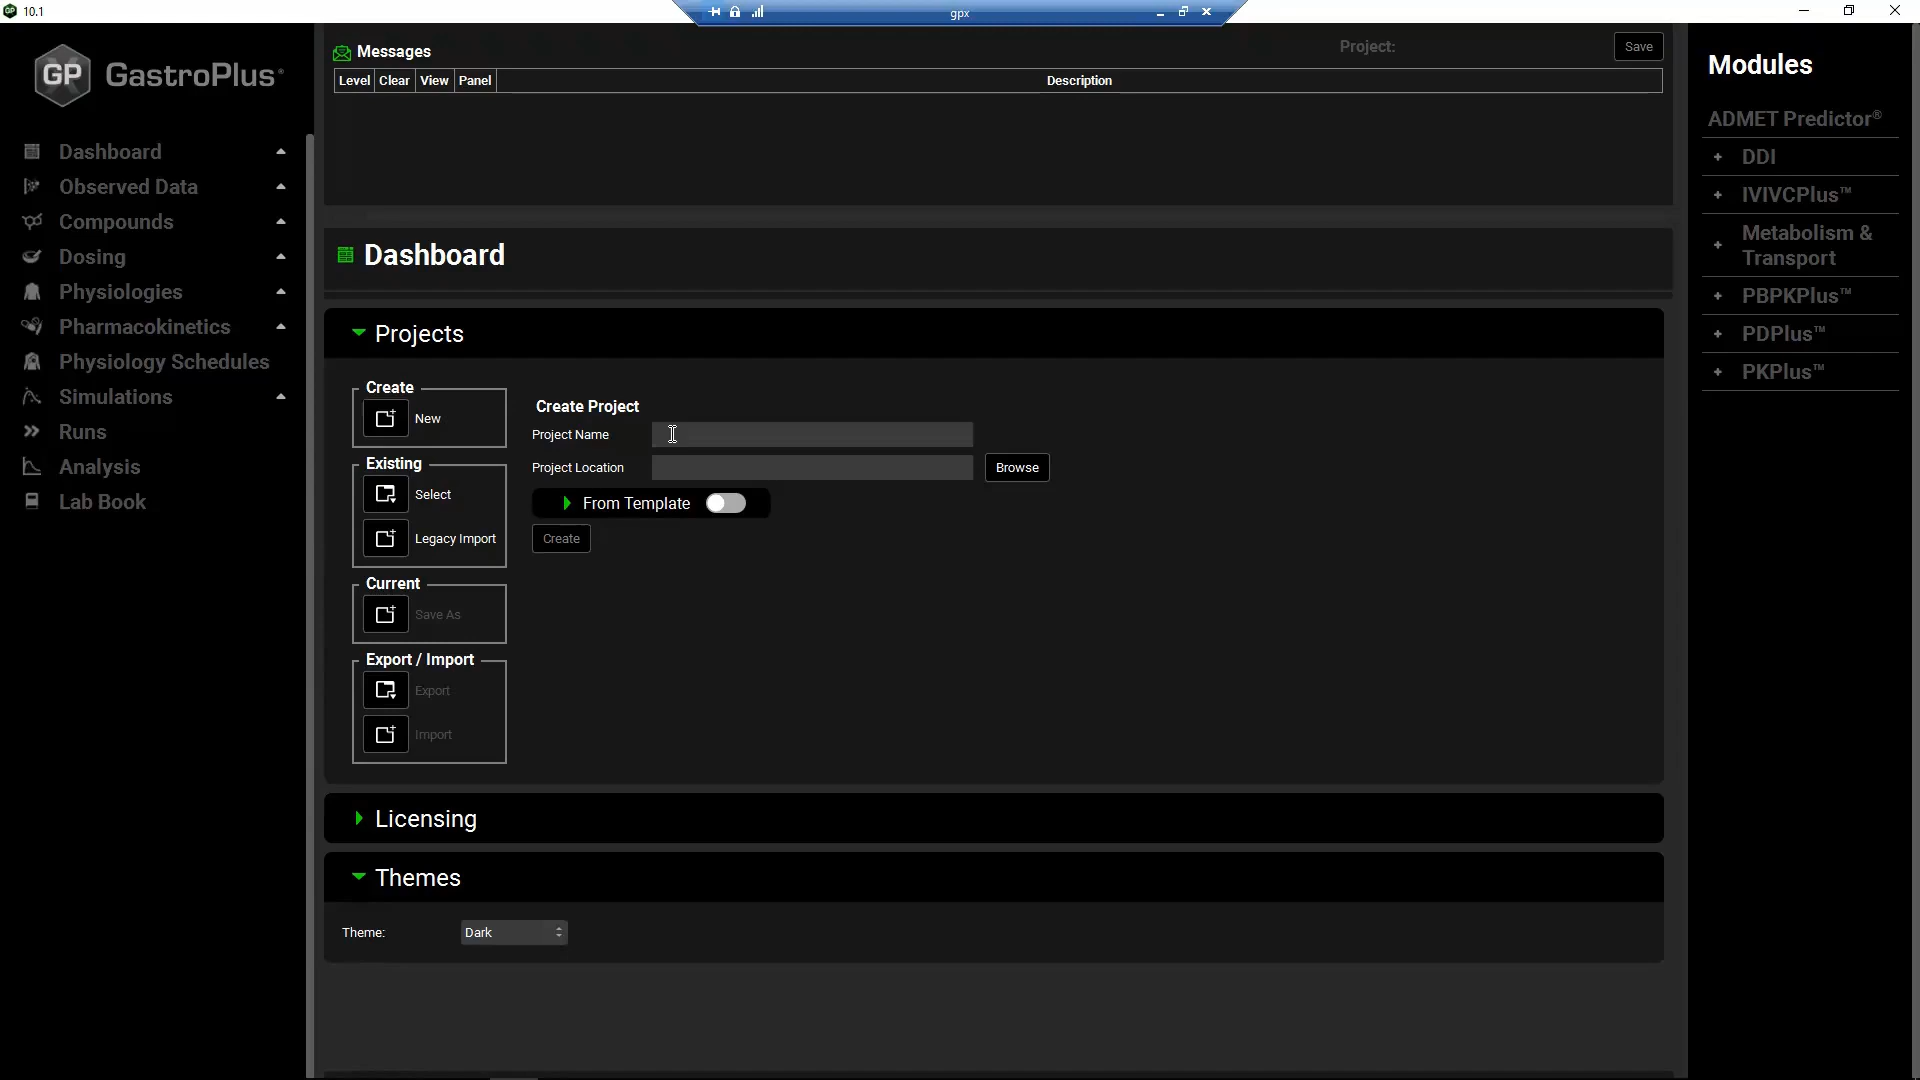 10.1
gpx
GP GastroPlus®
Dashboard
Observed Data
Compounds
Dosing
Physiologies
Pharmacokinetics
Physiology Schedules
Simulations
Runs
Analysis
Lab Book
Messages
Project:
Save
Level Clear View Panel Description
Dashboard
Projects
Create
New
Existing
Select
Legacy Import
Current
Save As
Export / Import
Export
Import
Create Project
Project Name
Project Location
Browse
From Template
Create
Licensing
Themes
Theme: Dark
Modules
ADMET Predictor®
+ DDI
+ IVIVCPlus™
+ Metabolism &
Transport
+ PBPKPlus™
+ PDPlus™
+ PKPlus™